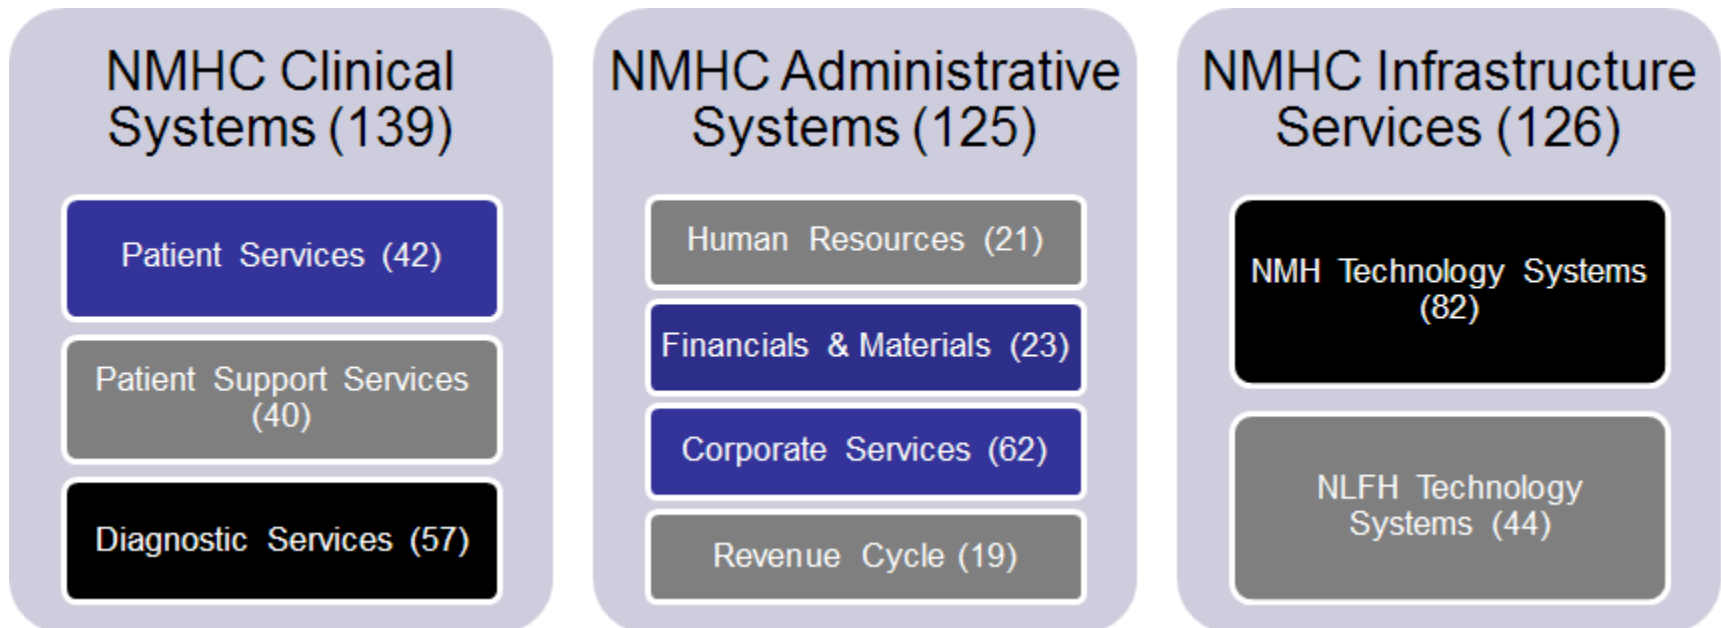 NMHC Clinical
Systems (139)
Patient Services (42)
Patient Support Services
(40)
Diagnostic Services (57)
NMHC Administrative
Systems (125)
Human Resources (21)
Financials & Materials (23)
Corporate Services (62)
Revenue Cycle (19)
NMHC Infrastructure
Services (126)
NMH Technology Systems
(82)
NLFH Technology
Systems (44)